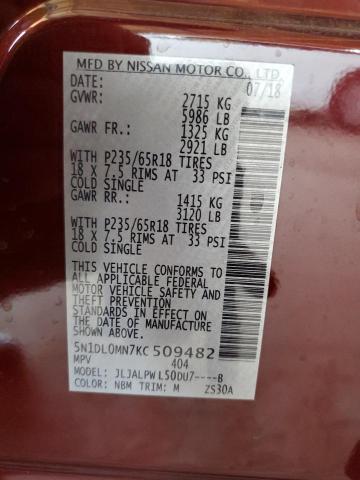 MFD BY NISSAN MOTOR CO., LTD.
DATE: 07/18
GVWR: 2715 KG
5986 LB
GAWR FR.: 1325 KG
2921 LB
WITH P235/65R18 TIRES
18 X 7.5 RIMS AT 33 PSI
COLD SINGLE
GAWR RR.: 1415 KG
3120 LB
WITH P235/65R18 TIRES
18 X 7.5 RIMS AT 33 PSI
COLD SINGLE
THIS VEHICLE CONFORMS TO
ALL APPLICABLE FEDERAL
MOTOR VEHICLE SAFETY AND
THEFT PREVENTION
STANDARDS IN EFFECT ON
THE DATE OF MANUFACTURE
SHOWN ABOVE.
5N1DL0MN7KC509482
MPV 404
MODEL: JLJALPWL50DU7----B
COLOR: NBM TRIM: M ZS30A